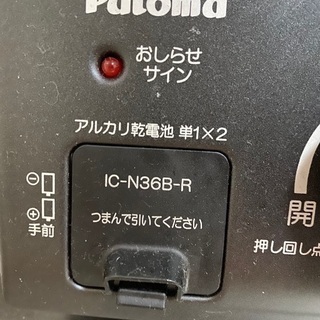 Paloma
おしらせ
サイン
アルカリ乾電池 単1×2
IC-N36B-R
つまんで引いてください
⊖
⊕
手前
開
押し回し点